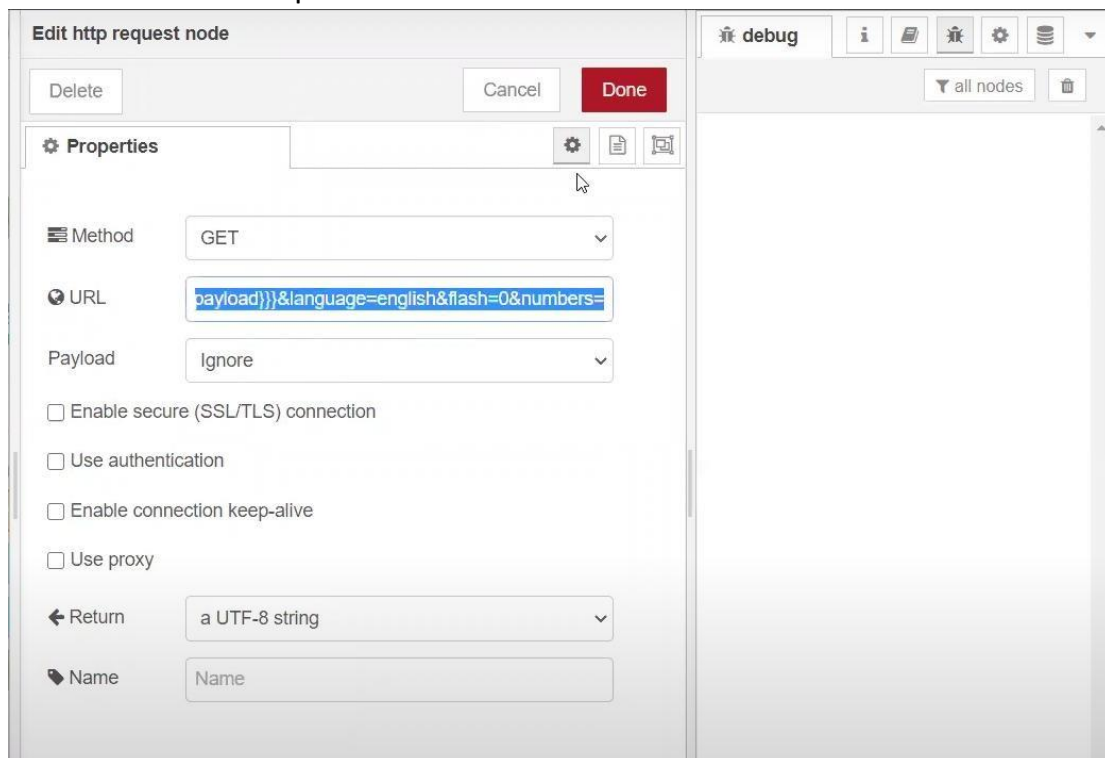 Edit http request node
debug
Delete
Cancel
Done
all nodes
Properties
Method
GET
URL
payload}}}&language=english&flash=0&numbers=
Payload
Ignore
Enable secure (SSL/TLS) connection
Use authentication
Enable connection keep-alive
Use proxy
Return
a UTF-8 string
Name
Name